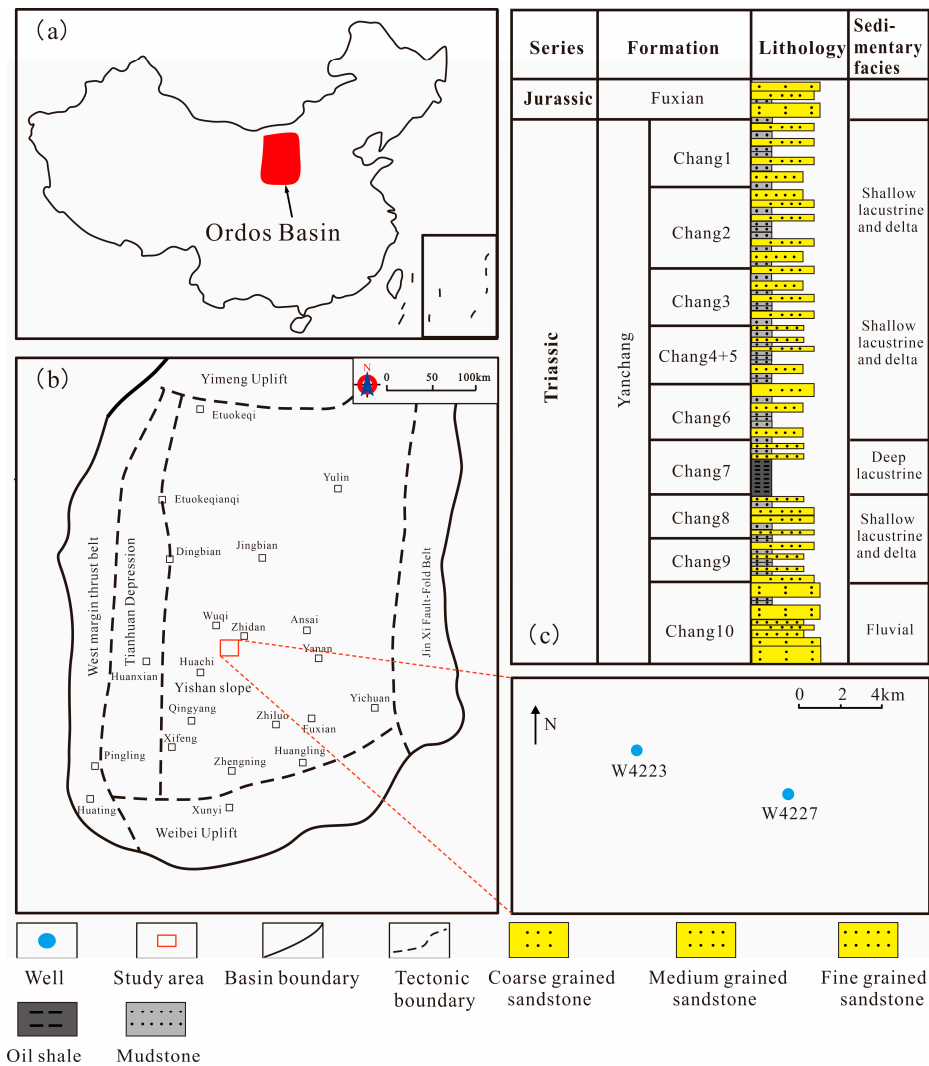 (a)
Ordos Basin
(b)
N
0 50 100km
Yimeng Uplift
Etuokeqi
Yulin
Etuokeqianqi
Dingbian
Jingbian
West margin thrust belt
Tianhuan Depression
Jin Xi Fault-Fold Belt
Wuqi
Zhidan
Ansai
Yanan
Huanxian
Huachi
Yishan slope
Yichuan
Qingyang
Zhiluo
Fuxian
Xifeng
Huangling
Pingling
Zhengning
Huating
Xunyi
Weibei Uplift
Series Formation Lithology Sedi-
mentary
facies
Jurassic Fuxian
Triassic
Yanchang
Chang1
Chang2
Chang3
Chang4+5
Chang6
Chang7
Chang8
Chang9
Chang10
Shallow
lacustrine
and delta
Shallow
lacustrine
and delta
Deep
lacustrine
Shallow
lacustrine
and delta
Fluvial
(c)
0 2 4km
N
W4223
W4227
Well
Study area
Basin boundary
Tectonic
boundary
Coarse grained
sandstone
Medium grained
sandstone
Fine grained
sandstone
Oil shale
Mudstone